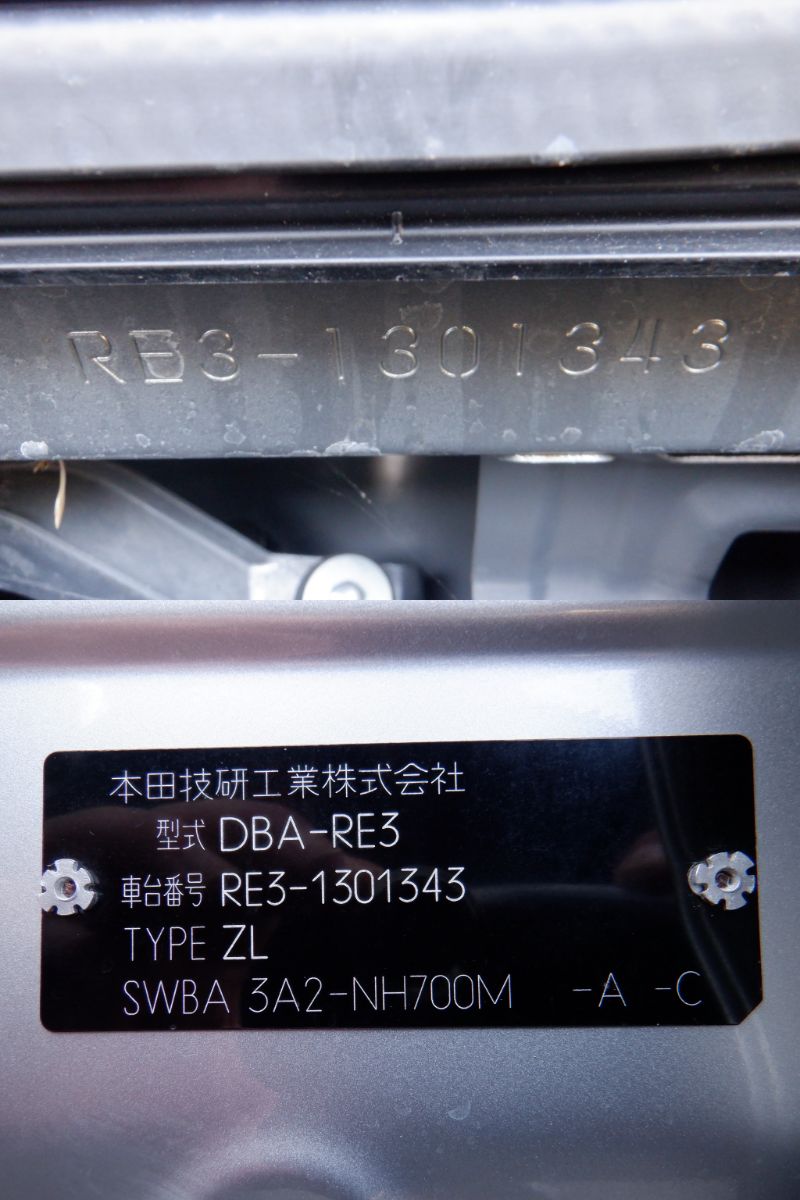 RE3-1301343
本田技研工業株式会社
型式 DBA-RE3
車台番号 RE3-1301343
TYPE ZL
SWBA 3A2-NH700M -A -C